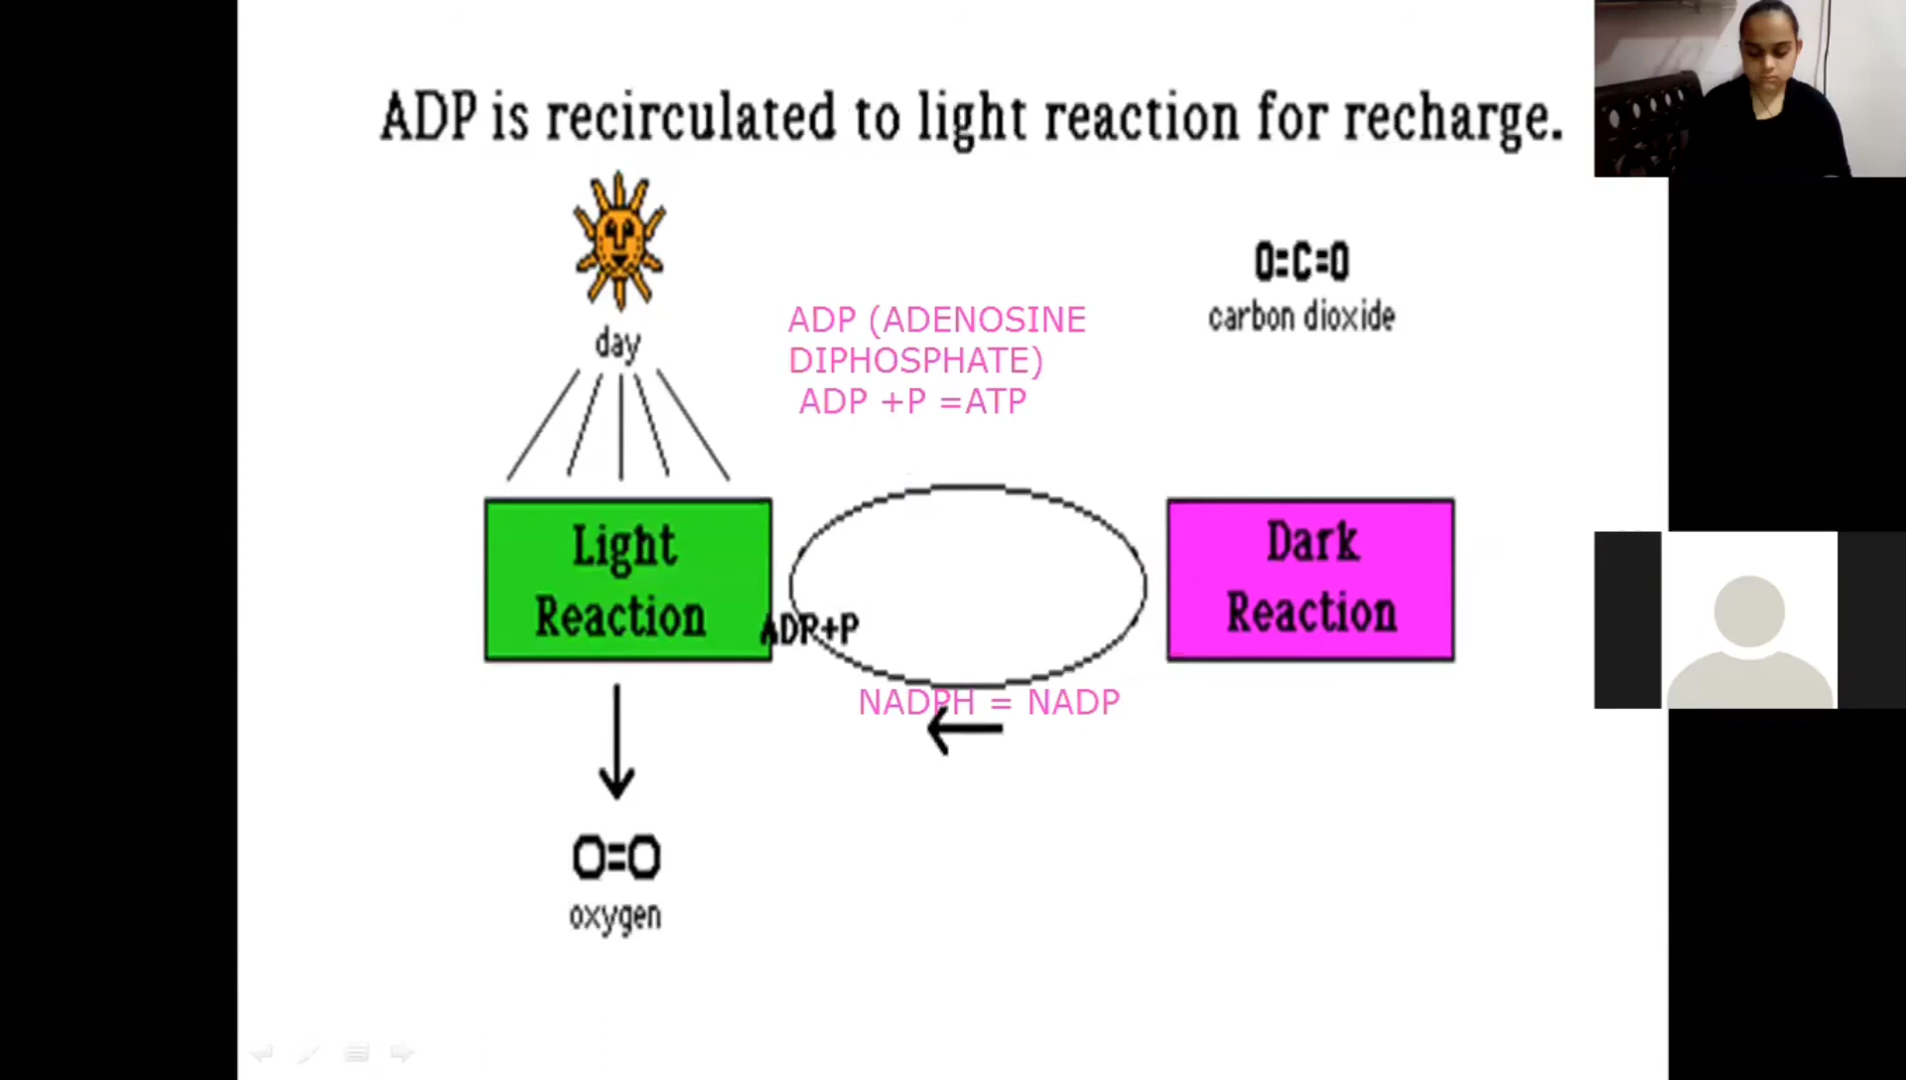 ADP is recirculated to light reaction for recharge.
O=C=O
carbon dioxide
day
ADP (ADENOSINE
DIPHOSPHATE)
ADP +P =ATP
Light
Reaction
Dark
Reaction
ADP+P
NADPH = NADP
O=O
oxygen